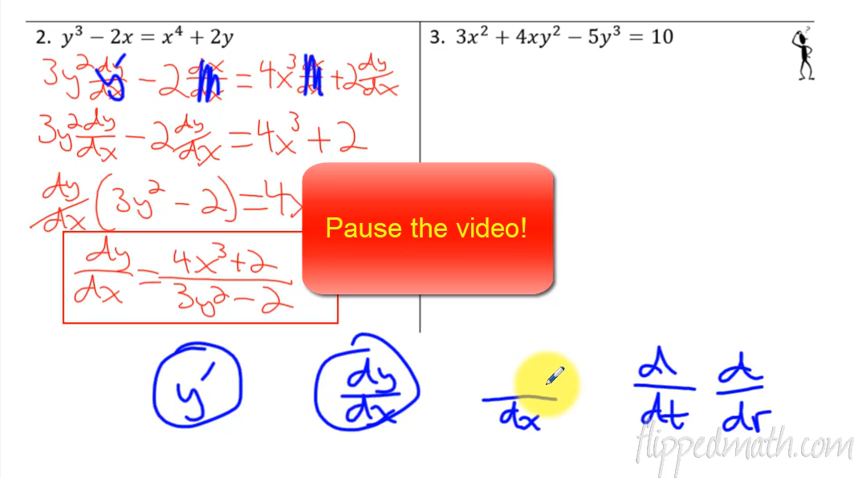 2. y³ − 2x = x⁴ + 2y
3y² dy/dx y′ − 2 dx/dx = 4x³ dx/dx + 2 dy/dx
3y² dy/dx − 2 dy/dx = 4x³ + 2
dy/dx (3y² − 2) = 4x
dy/dx = 4x³ + 2 / 3y² − 2
3. 3x² + 4xy² − 5y³ = 10
Pause the video!
y′ dy/dx /dx d/dt d/dr
flippedmath.com